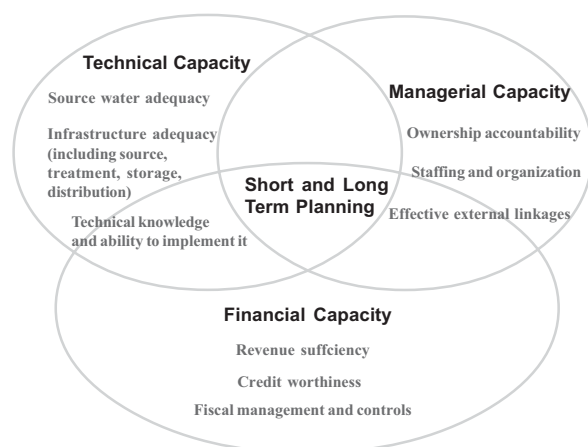 Technical Capacity
Source water adequacy
Infrastructure adequacy
(including source,
treatment, storage,
distribution)
Technical knowledge
and ability to implement it
Managerial Capacity
Ownership accountability
Staffing and organization
Effective external linkages
Short and Long
Term Planning
Financial Capacity
Revenue suffciency
Credit worthiness
Fiscal management and controls